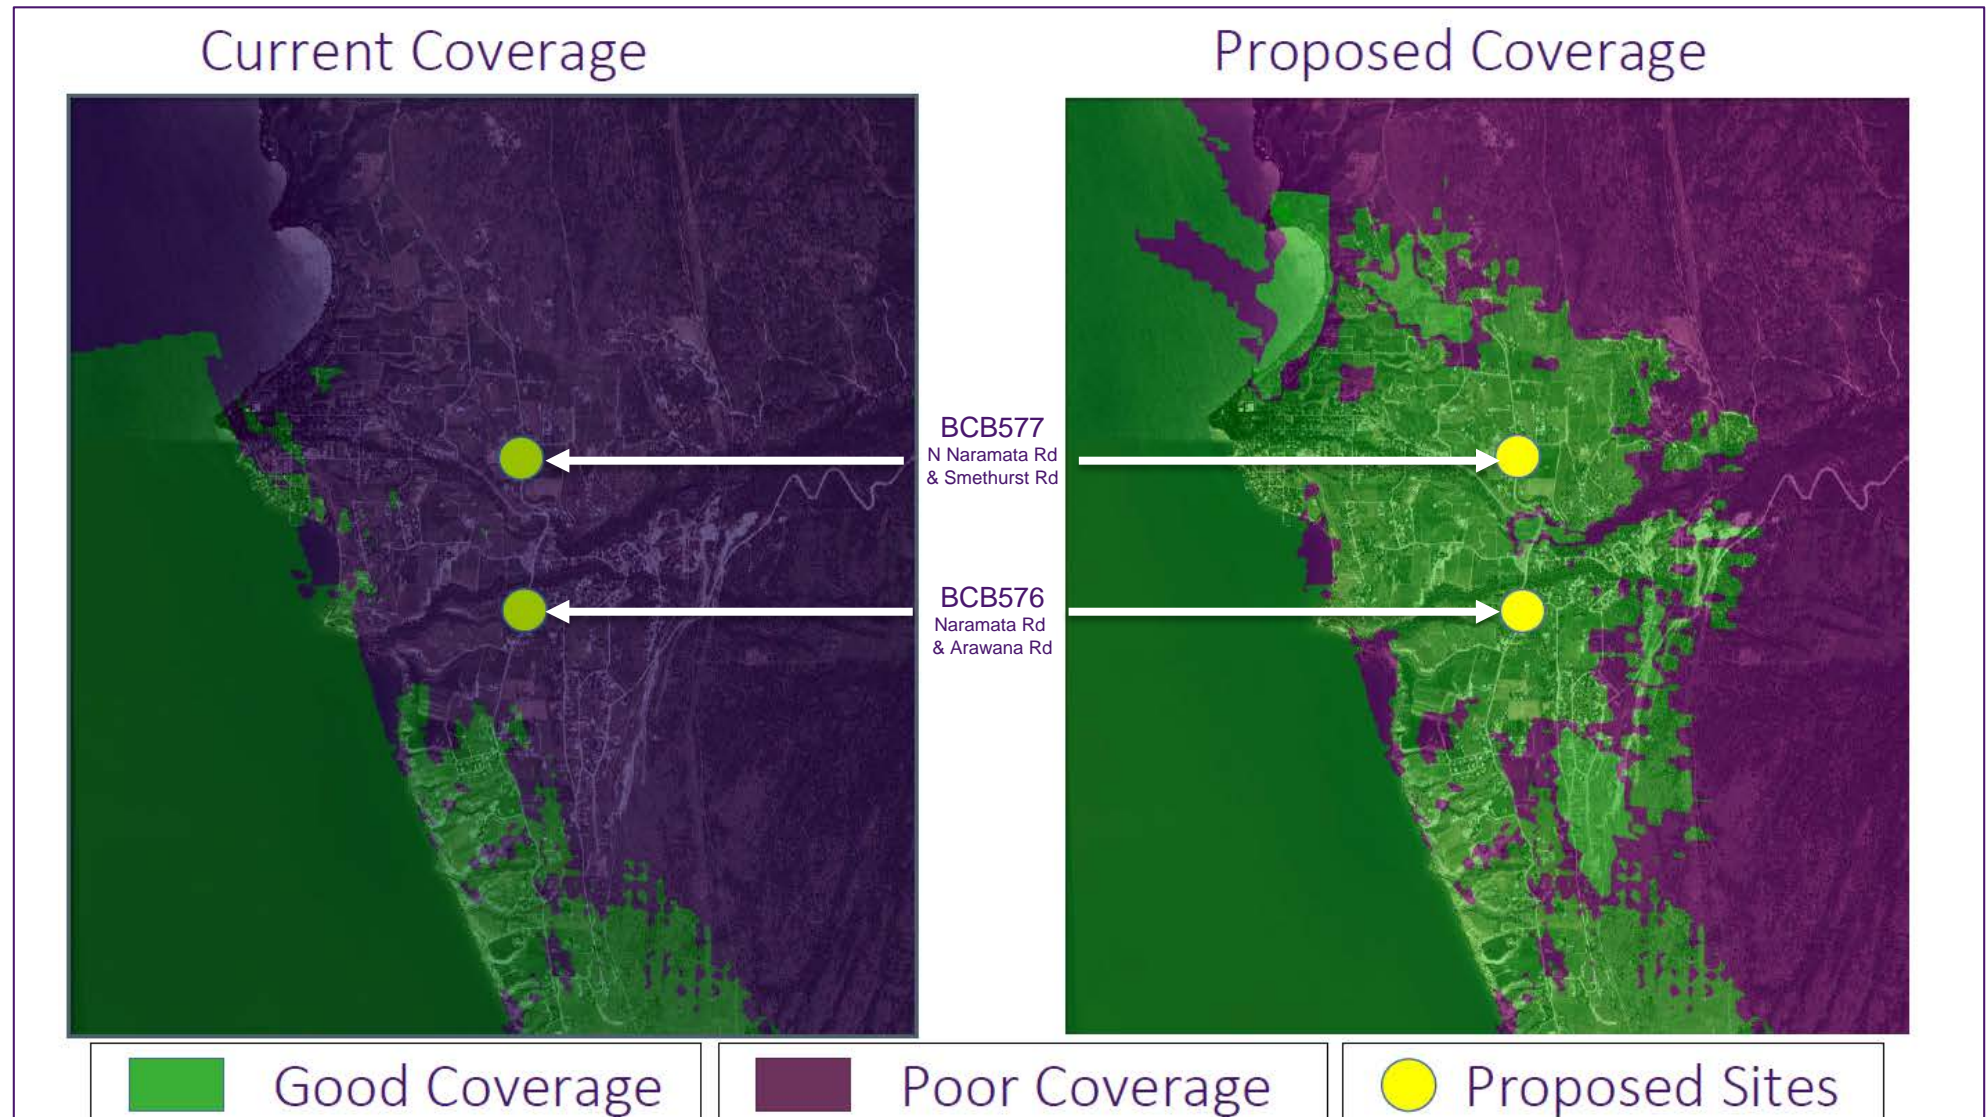 Current Coverage
Proposed Coverage
BCB577
N Naramata Rd
& Smethurst Rd
BCB576
Naramata Rd
& Arawana Rd
Good Coverage
Poor Coverage
Proposed Sites